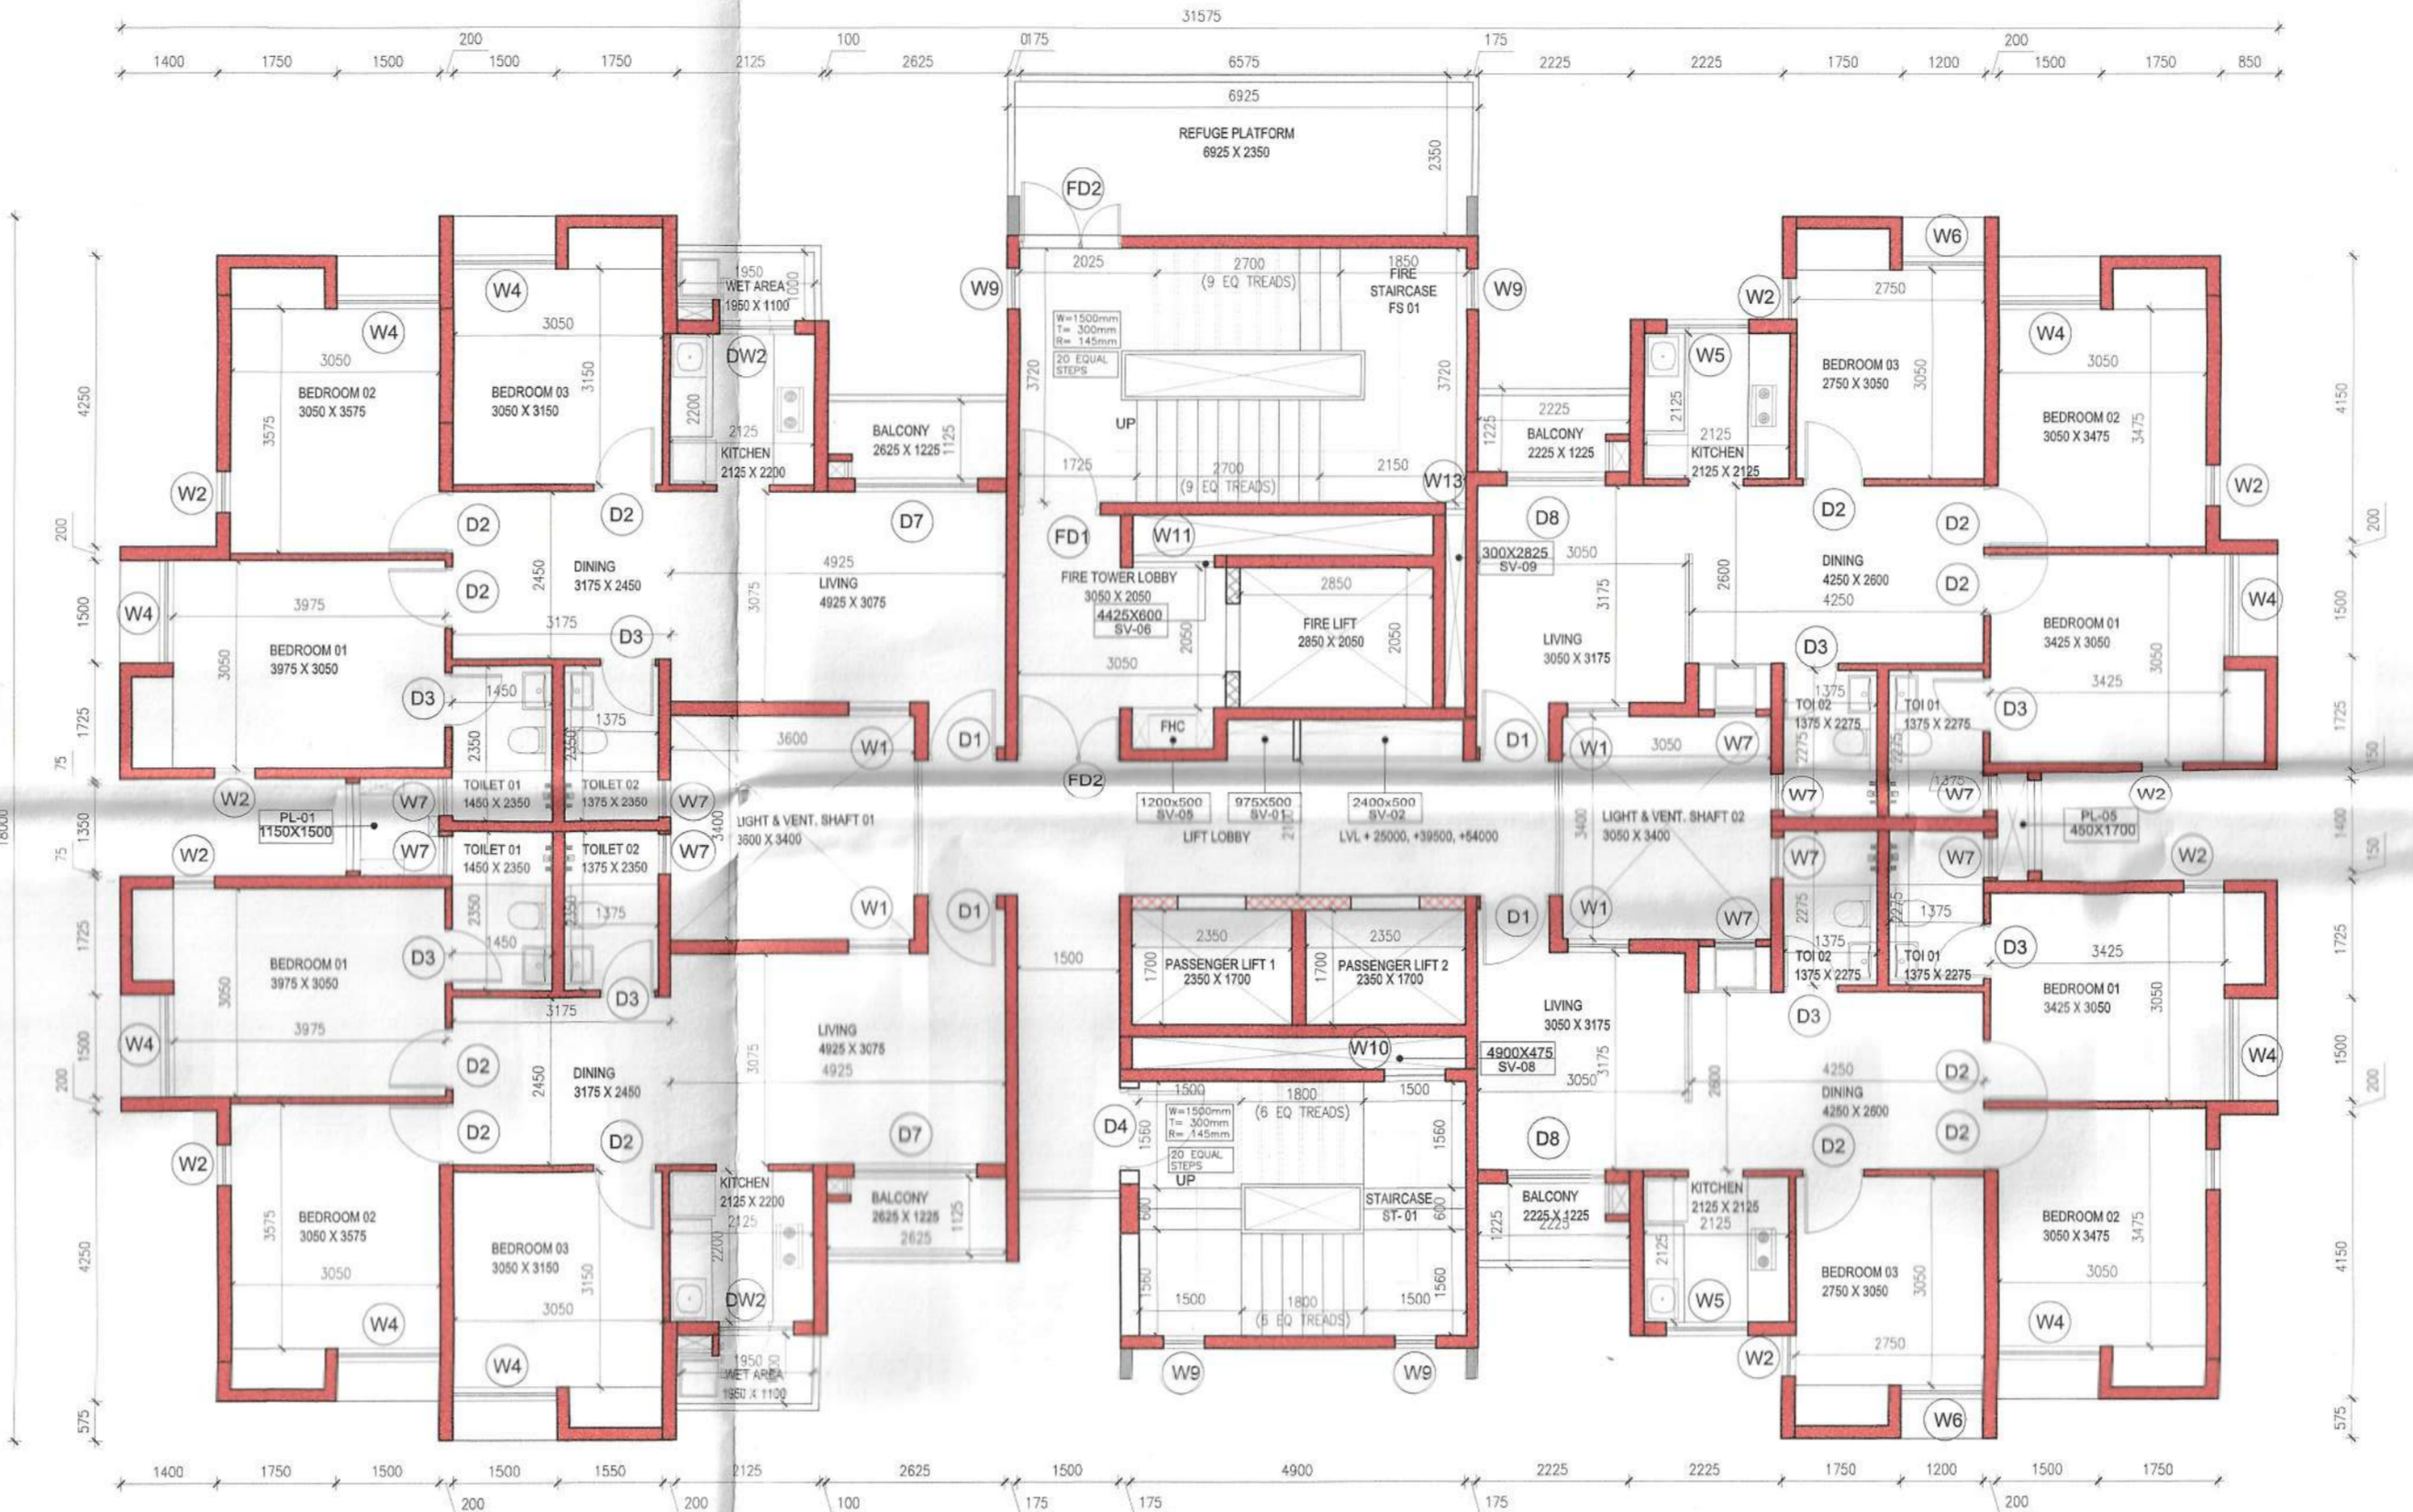 31575
200
100
0175
175
200
1400
1750
1500
1500
1750
2125
2625
6575
2225
2225
1750
1200
1500
1750
850
6925
REFUGE PLATFORM
6925 X 2350
2350
FD2
W6
W4
1950
WET AREA
1950 X 1100
W9
2025
2700
(9 EQ TREADS)
1850
FIRE
STAIRCASE
FS 01
W9
W2
2750
W4
W4
3050
DW2
W=1500mm
T= 300mm
R= 145mm
20 EQUAL
STEPS
3720
3720
W5
BEDROOM 03
2750 X 3050
3050
3050
3050
BEDROOM 02
3050 X 3575
3575
BEDROOM 03
3050 X 3150
3150
2200
2125
KITCHEN
2125 X 2200
BALCONY
2625 X 1225
1125
UP
1725
2700
(9 EQ TREADS)
2150
W13
2225
BALCONY
2225 X 1225
1225
2125
2125
KITCHEN
2125 X 2125
BEDROOM 02
3050 X 3475
3475
4250
4150
W2
D2
D2
D7
FD1
W11
D8
D2
D2
W2
200
200
300X2825
SV-09
3050
DINING
3175 X 2450
2450
4925
LIVING
4925 X 3075
3075
FIRE TOWER LOBBY
3050 X 2050
4425X600
SV-06
2850
FIRE LIFT
2850 X 2050
2050
2050
3175
2600
DINING
4250 X 2600
4250
D2
D2
W4
3975
W4
1500
1500
BEDROOM 01
3975 X 3050
3050
3175
D3
3050
LIVING
3050 X 3175
D3
BEDROOM 01
3425 X 3050
3050
3425
D3
1450
1375
2350
2350
1375
TOI 02
1375 X 2275
TOI 01
1375 X 2275
D3
1725
1725
3600
W1
D1
FHC
D1
W1
3050
W7
2275
2275
75
150
FD2
TOILET 01
1450 X 2350
TOILET 02
1375 X 2350
W2
W7
W7
W7
W7
1375
W2
PL-01
1150X1500
1200x500
SV-05
975X500
SV-01
2400x500
SV-02
PL-05
450X1700
18000
1350
1400
3400
LIGHT & VENT. SHAFT 01
3600 X 3400
LIFT LOBBY
LVL + 25000, +39500, +54000
3400
LIGHT & VENT. SHAFT 02
3050 X 3400
W2
W7
TOILET 01
1450 X 2350
TOILET 02
1375 X 2350
W7
W7
W7
W2
75
150
2350
2350
1375
1450
W1
D1
D1
W1
W7
2275
2275
1375
1375
1725
1725
D3
BEDROOM 01
3975 X 3050
3050
3975
D3
3175
1500
2350
PASSENGER LIFT 1
2350 X 1700
1700
2350
PASSENGER LIFT 2
2350 X 1700
1700
TOI 02
1375 X 2275
TOI 01
1375 X 2275
D3
3425
BEDROOM 01
3425 X 3050
3050
D3
W4
1500
1500
D2
DINING
3175 X 2450
2450
LIVING
4925 X 3075
4925
3075
W10
4900X475
SV-08
LIVING
3050 X 3175
3175
3050
2600
4250
DINING
4250 X 2600
D2
W4
200
200
D2
D2
D7
D4
1500
1800
(6 EQ TREADS)
1500
W=1500mm
T= 300mm
R= 145mm
20 EQUAL
STEPS
UP
1560
1560
D8
D2
D2
W2
BEDROOM 02
3050 X 3575
3575
3050
BEDROOM 03
3050 X 3150
3150
3050
KITCHEN
2125 X 2200
2125
2200
BALCONY
2625 X 1225
1125
2625
STAIRCASE
ST- 01
600
600
BALCONY
2225 X 1225
2225
1225
KITCHEN
2125 X 2125
2125
2125
BEDROOM 03
2750 X 3050
3050
BEDROOM 02
3050 X 3475
3475
3050
4250
4150
1560
1560
1500
1800
(6 EQ TREADS)
1500
DW2
W5
W4
W4
2750
W4
W2
W4
1950
WET AREA
1950 X 1100
W9
W9
W6
575
575
1400
1750
1500
1500
1550
2125
2625
1500
4900
2225
2225
1750
1200
1500
1750
200
200
100
175
175
175
200